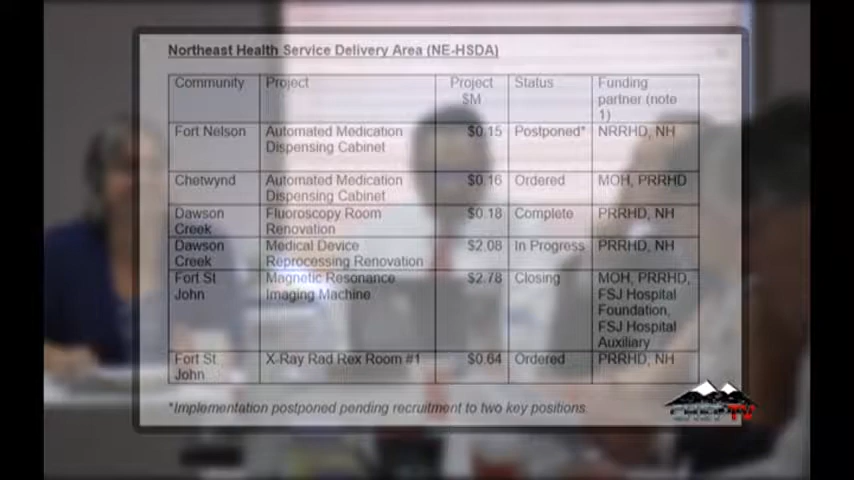 Northeast Health Service Delivery Area (NE-HSDA)
Community Project Project $M Status Funding partner (note 1)
Fort Nelson Automated Medication Dispensing Cabinet $0.15 Postponed* NRRHD, NH
Chetwynd Automated Medication Dispensing Cabinet $0.16 Ordered MOH, PRRHD
Dawson Creek Fluoroscopy Room Renovation $0.18 Complete PRRHD, NH
Dawson Creek Medical Device Reprocessing Renovation $2.08 In Progress PRRHD, NH
Fort St John Magnetic Resonance Imaging Machine $2.78 Closing MOH, PRRHD, FSJ Hospital Foundation, FSJ Hospital Auxiliary
Fort St John X-Ray Rad Rex Room #1 $0.64 Ordered PRRHD, NH
*Implementation postponed pending recruitment to two key positions.
CHETTV